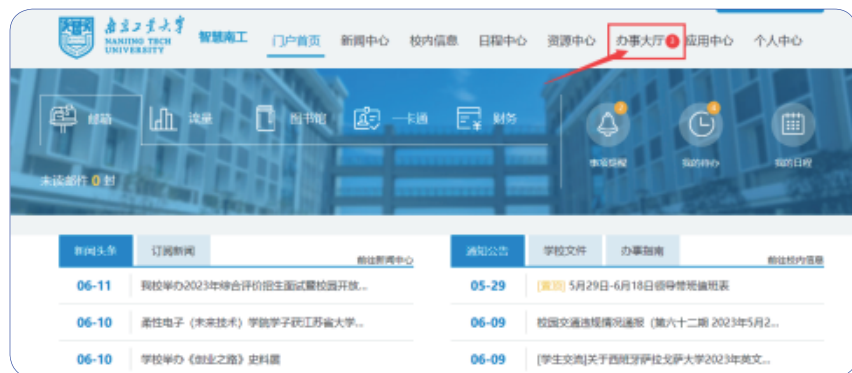 南京工业大学
NANJING TECH
UNIVERSITY
智慧南工 门户首页 新闻中心 校内信息 日程中心 资源中心 办事大厅 应用中心 个人中心
邮箱 流量 图书馆 一卡通 财务
事项提醒 我的待办 我的日程
未读邮件 0 封
新闻头条 订阅新闻 前往新闻中心
通知公告 学校文件 办事指南 前往校内信息
06-11 我校举办2023年综合评价招生面试暨校园开放...
06-10 柔性电子（未来技术）学院学子获江苏省大学...
06-10 学校举办《创业之路》史料展
05-29 [置顶] 5月29日-6月18日领导带班值班表
06-09 校园交通违规情况通报（第六十二期 2023年5月2...
06-09 [学生交流]关于西班牙萨拉戈萨大学2023年英文...